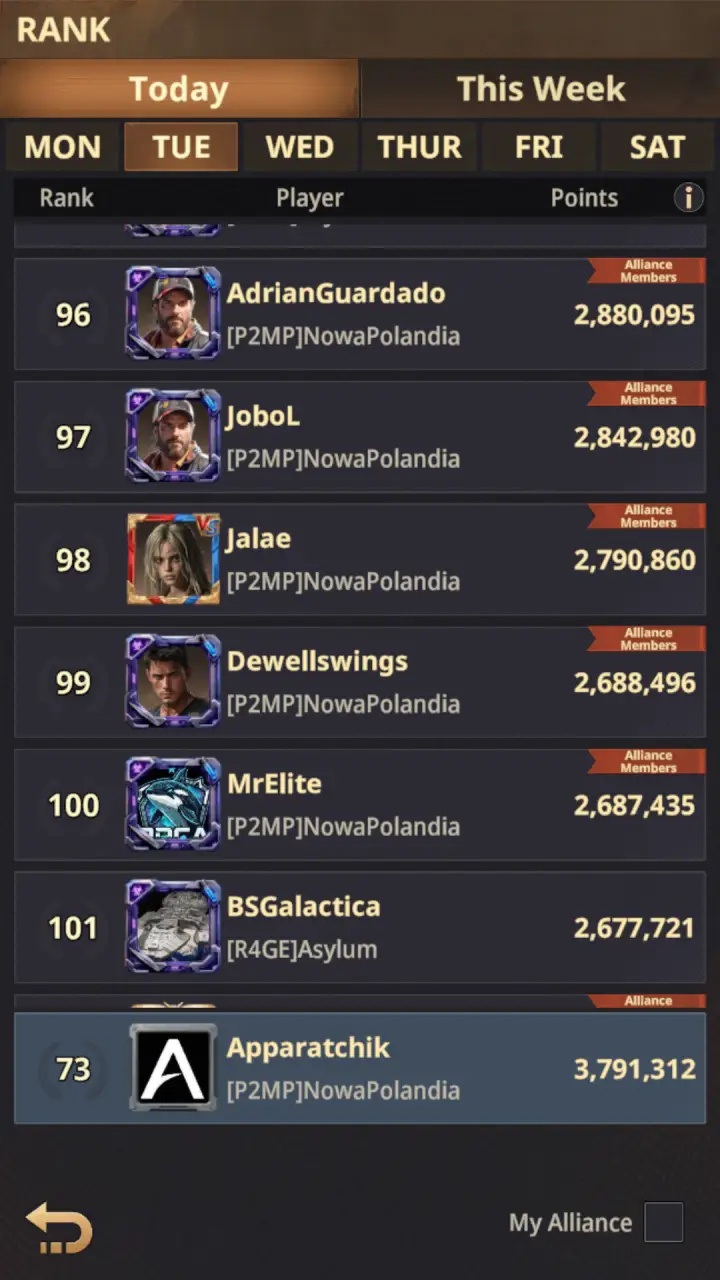 RANK
Today
This Week
MON
TUE
WED
THUR
FRI
SAT
Rank
Player
Points
Alliance
Members
96
AdrianGuardado
[P2MP]NowaPolandia
2,880,095
Alliance
Members
97
JoboL
[P2MP]NowaPolandia
2,842,980
Alliance
Members
98
VS
Jalae
[P2MP]NowaPolandia
2,790,860
Alliance
Members
99
Dewellswings
[P2MP]NowaPolandia
2,688,496
Alliance
Members
100
MrElite
[P2MP]NowaPolandia
2,687,435
101
BSGalactica
[R4GE]Asylum
2,677,721
Alliance
73
A
Apparatchik
[P2MP]NowaPolandia
3,791,312
My Alliance